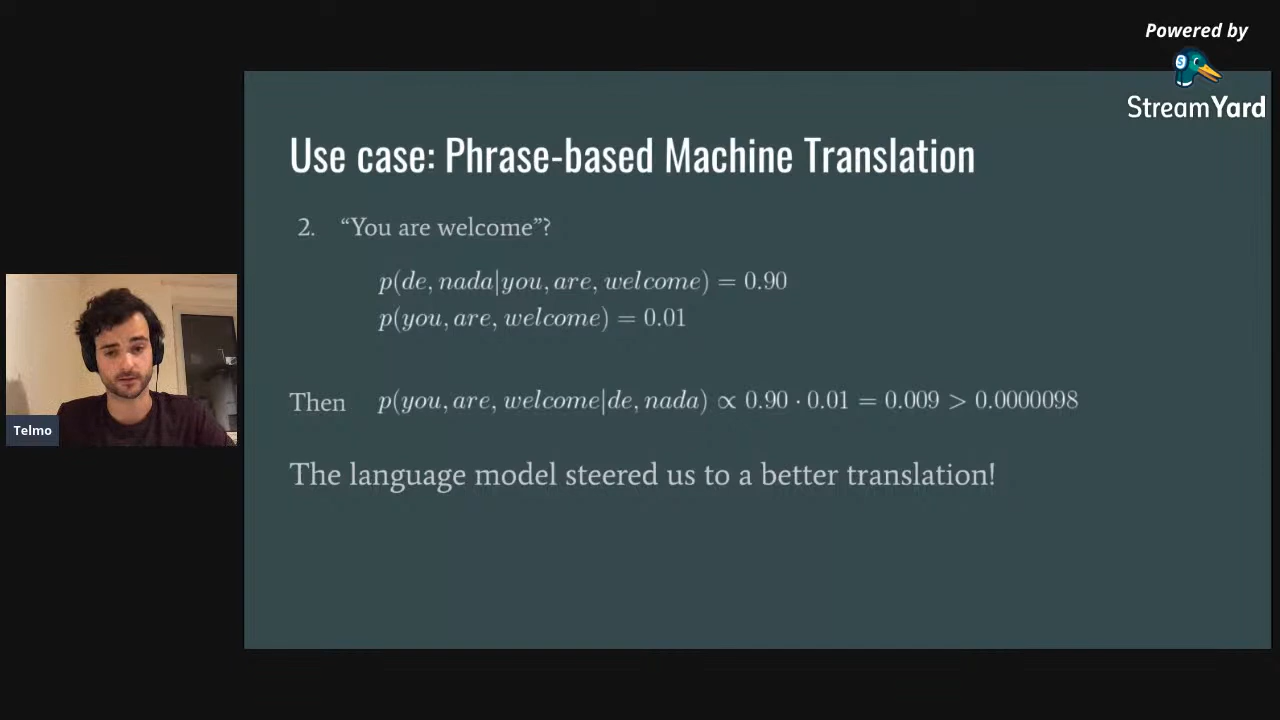 Powered by
StreamYard
Use case: Phrase-based Machine Translation
2. “You are welcome”?
p(de, nada|you, are, welcome) = 0.90
p(you, are, welcome) = 0.01
Then p(you, are, welcome|de, nada) ∝ 0.90 · 0.01 = 0.009 > 0.0000098
The language model steered us to a better translation!
Telmo